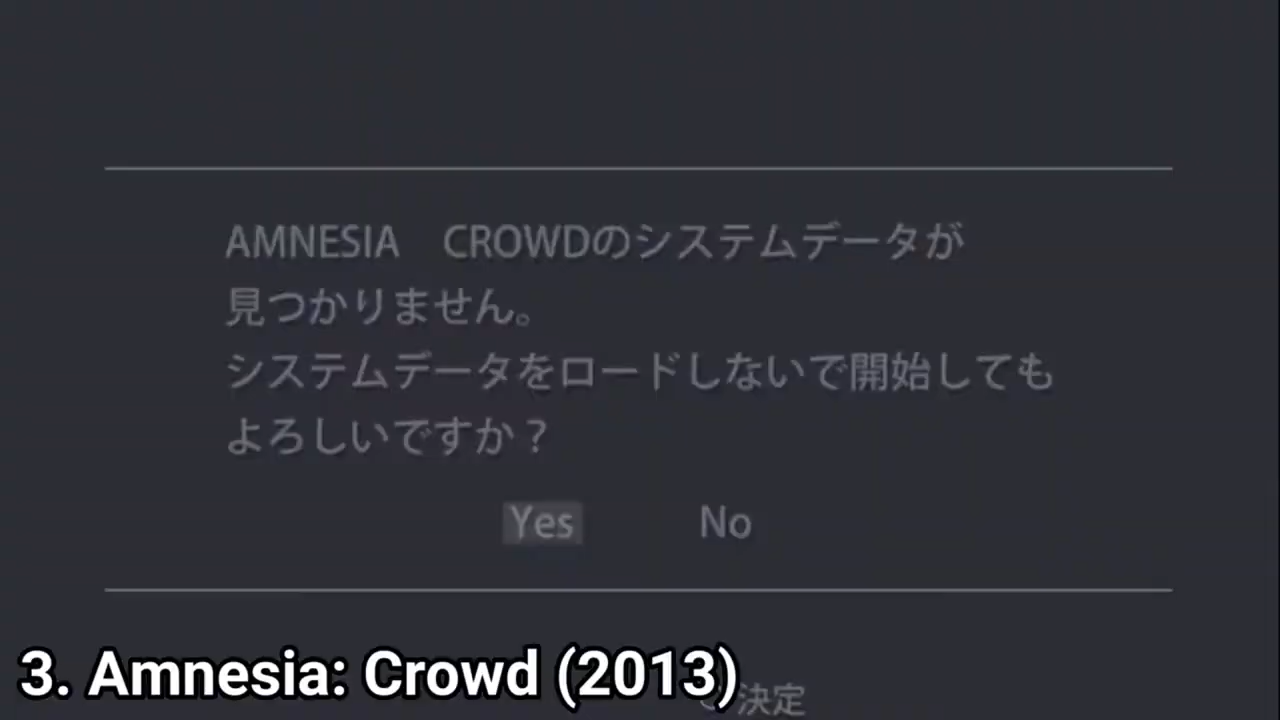 AMNESIA　CROWDのシステムデータが
見つかりません。
システムデータをロードしないで開始しても
よろしいですか？
Yes No
3. Amnesia: Crowd (2013)
決定